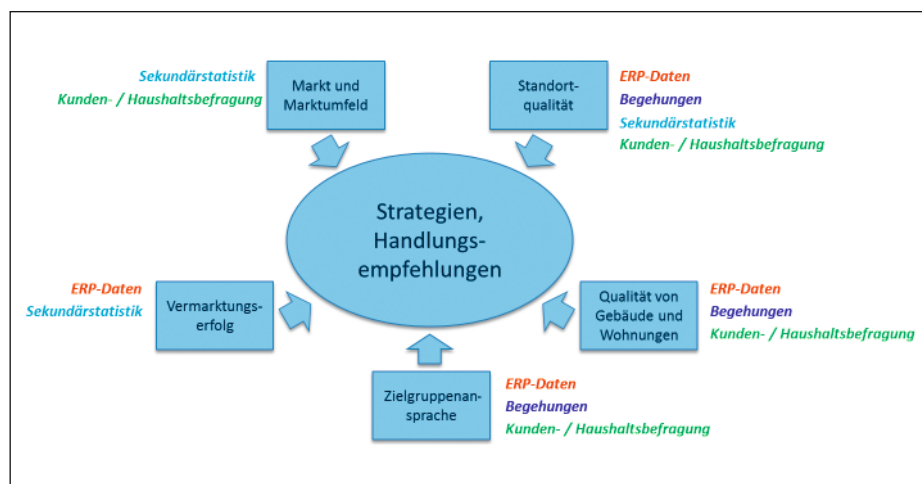 Sekundärstatistik
Kunden- / Haushaltsbefragung
Markt und
Marktumfeld
Standort-
qualität
ERP-Daten
Begehungen
Sekundärstatistik
Kunden- / Haushaltsbefragung
Strategien,
Handlungs-
empfehlungen
ERP-Daten
Sekundärstatistik
Vermarktungs-
erfolg
Qualität von
Gebäude und
Wohnungen
ERP-Daten
Begehungen
Kunden- / Haushaltsbefragung
Zielgruppenan-
sprache
ERP-Daten
Begehungen
Kunden- / Haushaltsbefragung